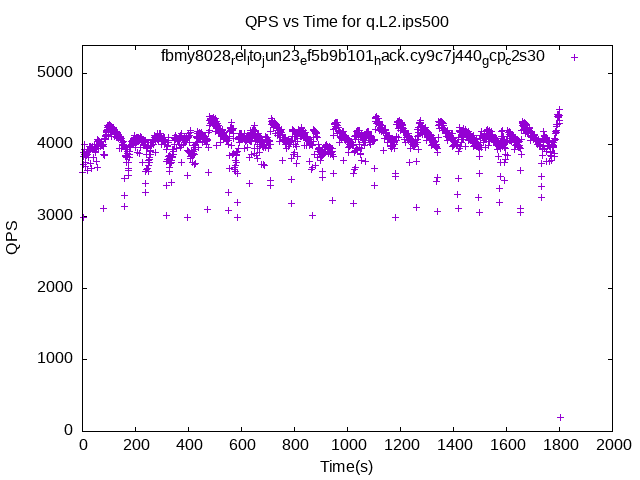 QPS vs Time for q.L2.ips500
fbmy8028relltojun23ef5b9b101hack.cy9c7j440gcpc2s30
5000
4000
3000
2000
1000
0
QPS
0 200 400 600 800 1000 1200 1400 1600 1800 2000
Time(s)